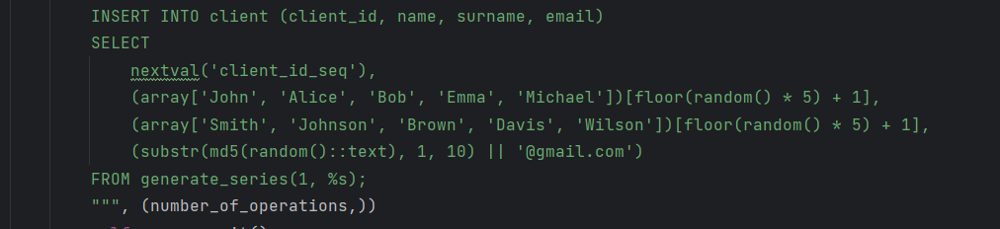 INSERT INTO client (client_id, name, surname, email)
SELECT
nextval('client_id_seq'),
(array['John', 'Alice', 'Bob', 'Emma', 'Michael'])[floor(random() * 5) + 1],
(array['Smith', 'Johnson', 'Brown', 'Davis', 'Wilson'])[floor(random() * 5) + 1],
(substr(md5(random()::text), 1, 10) || '@gmail.com')
FROM generate_series(1, %s);
""", (number_of_operations,))